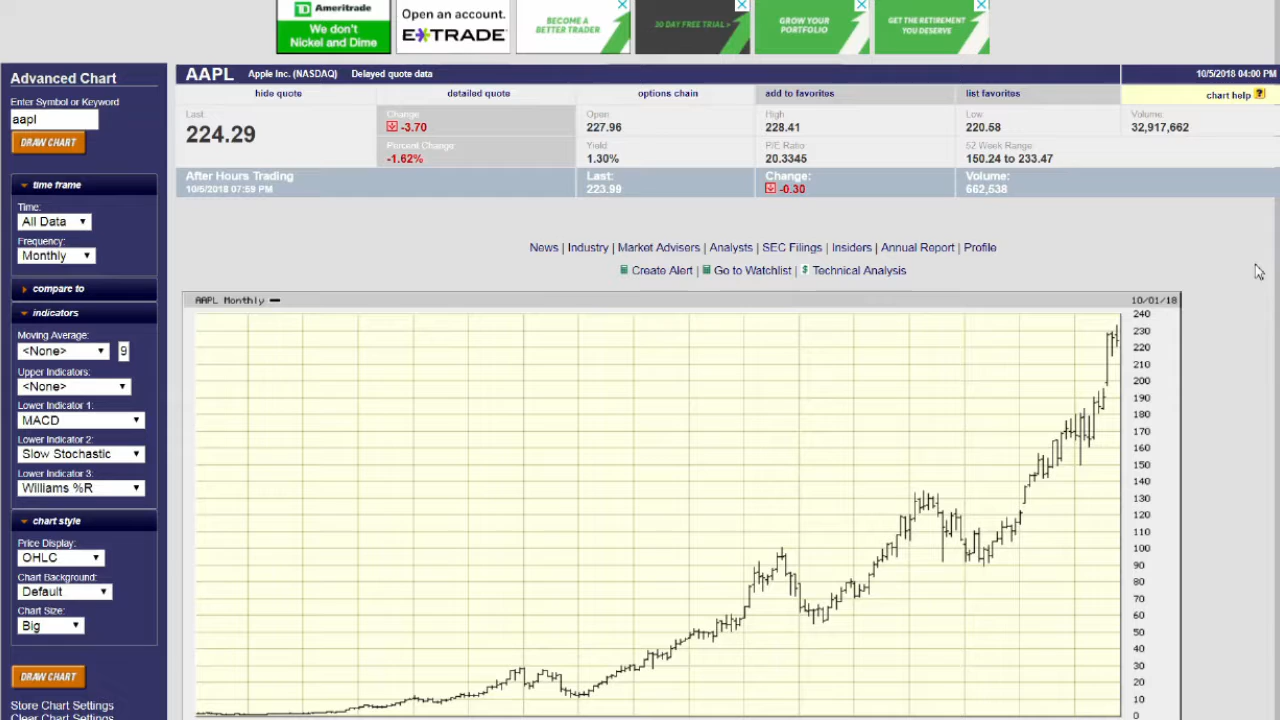 Ameritrade
We don't
Nickel and Dime
Open an account.
E*TRADE
BECOME A
BETTER TRADER
30 DAY FREE TRIAL >
GROW YOUR
PORTFOLIO
GET THE RETIREMENT
YOU DESERVE
Advanced Chart
Enter Symbol or Keyword
aapl
DRAW CHART
time frame
Time:
All Data
Frequency:
Monthly
compare to
indicators
Moving Average:
<None> 9
Upper Indicators:
<None>
Lower Indicator 1:
MACD
Lower Indicator 2:
Slow Stochastic
Lower Indicator 3:
Williams %R
chart style
Price Display:
OHLC
Chart Background:
Default
Chart Size:
Big
DRAW CHART
Store Chart Settings
Clear Chart Settings
AAPL Apple Inc. (NASDAQ) Delayed quote data 10/5/2018 04:00 PM
hide quote detailed quote options chain add to favorites list favorites chart help ?
Last: Change: Open: High: Low: Volume:
224.29 -3.70 227.96 228.41 220.58 32,917,662
Percent Change: Yield: P/E Ratio: 52 Week Range:
-1.62% 1.30% 20.3345 150.24 to 233.47
After Hours Trading Last: Change: Volume:
10/5/2018 07:59 PM 223.99 -0.30 662,538
News | Industry | Market Advisers | Analysts | SEC Filings | Insiders | Annual Report | Profile
Create Alert | Go to Watchlist | $ Technical Analysis
AAPL Monthly 10/01/18
240
230
220
210
200
190
180
170
160
150
140
130
120
110
100
90
80
70
60
50
40
30
20
10
0